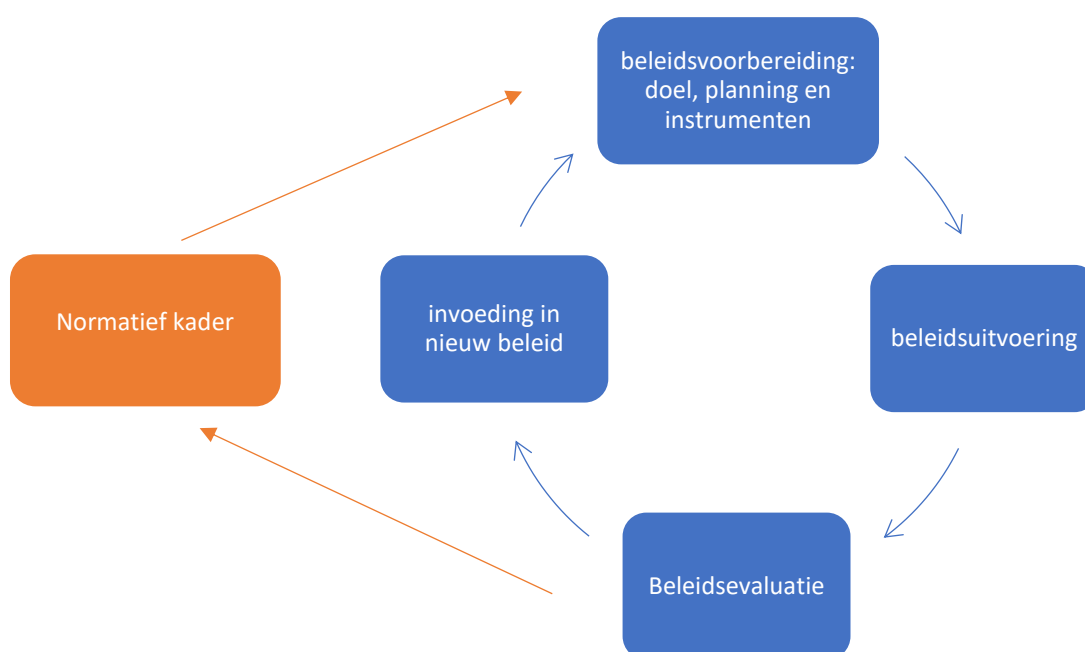 beleidsvoorbereiding:
doel, planning en
instrumenten
Normatief kader
invoeding in
nieuw beleid
beleidsuitvoering
Beleidsevaluatie